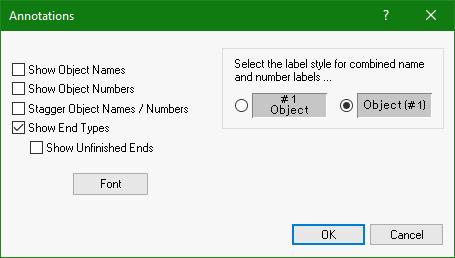 Annotations
?
Show Object Names
Show Object Numbers
Stagger Object Names / Numbers
Show End Types
Show Unfinished Ends
Font
Select the label style for combined name
and number labels ...
#1
Object
Object (#1)
OK
Cancel